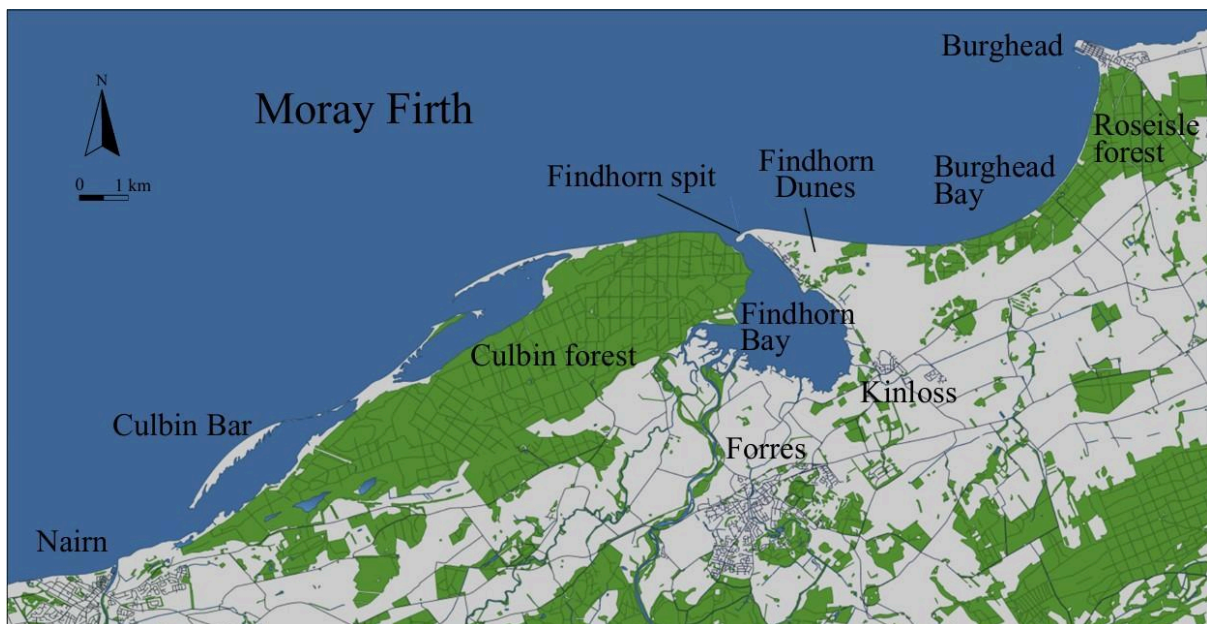 Burghead
N
Moray Firth
Roseisle
forest
0 1 km
Findhorn spit
Findhorn
Dunes
Burghead
Bay
Findhorn
Bay
Culbin forest
Kinloss
Culbin Bar
Forres
Nairn